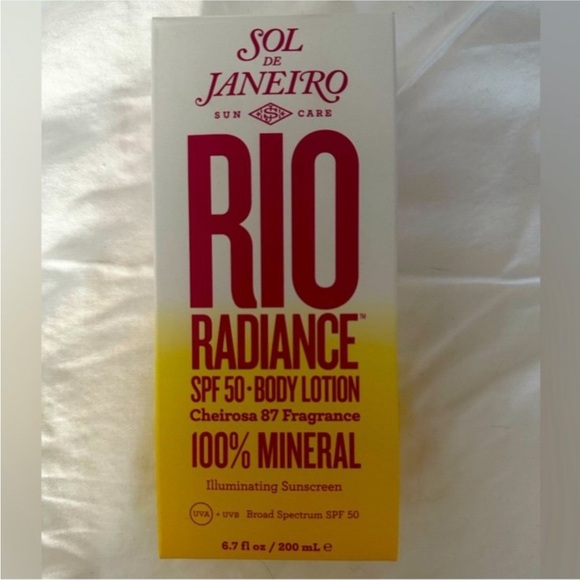 SOL
DE
JANEIRO
SUN CARE
RIO
RADIANCE™
SPF 50 · BODY LOTION
Cheirosa 87 Fragrance
100% MINERAL
Illuminating Sunscreen
UVA + UVB Broad Spectrum SPF 50
6.7 fl oz / 200 mL ℮